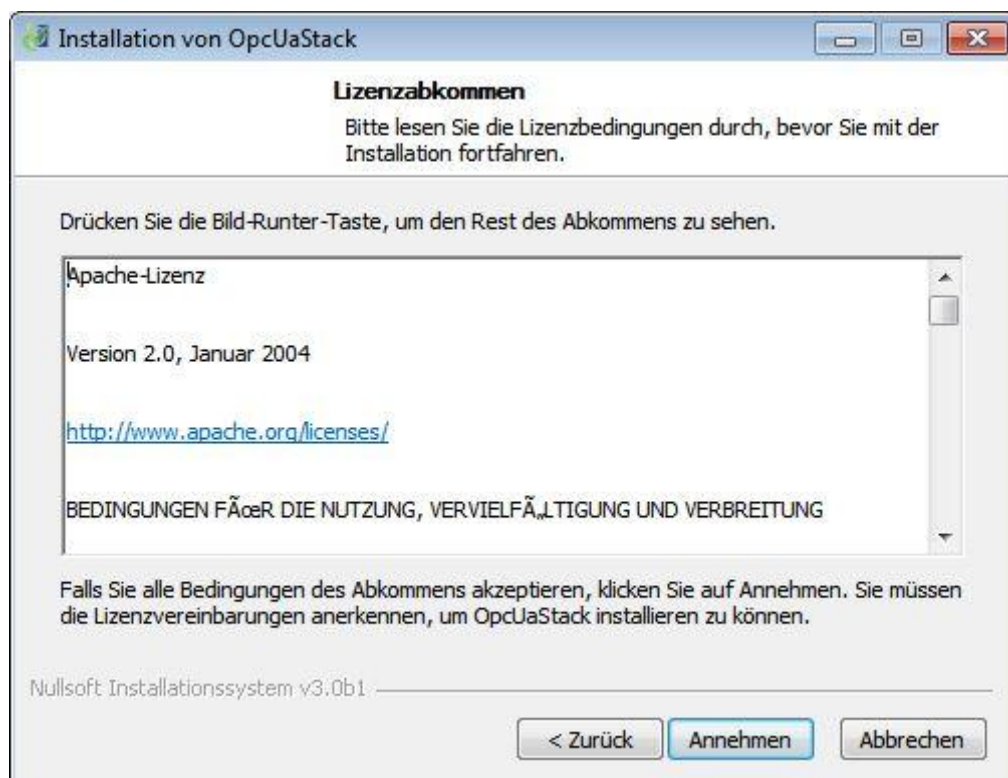 Installation von OpcUaStack
Lizenzabkommen
Bitte lesen Sie die Lizenzbedingungen durch, bevor Sie mit der
Installation fortfahren.
Drücken Sie die Bild-Runter-Taste, um den Rest des Abkommens zu sehen.
Apache-Lizenz
Version 2.0, Januar 2004
http://www.apache.org/licenses/
BEDINGUNGEN FÃœR DIE NUTZUNG, VERVIELFÃ„LTIGUNG UND VERBREITUNG
Falls Sie alle Bedingungen des Abkommens akzeptieren, klicken Sie auf Annehmen. Sie müssen
die Lizenzvereinbarungen anerkennen, um OpcUaStack installieren zu können.
Nullsoft Installationssystem v3.0b1
< Zurück Annehmen Abbrechen